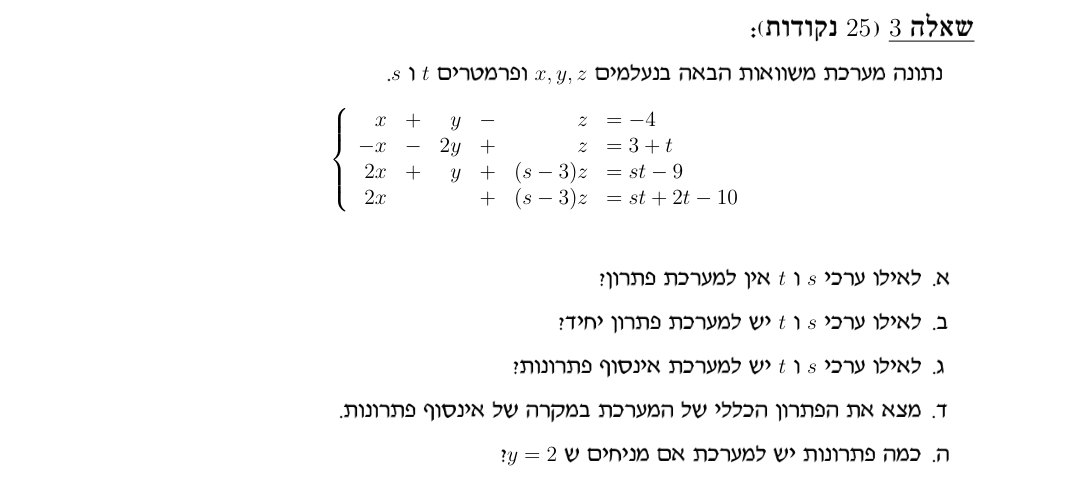 שאלה 3 (25 נקודות):
נתונה מערכת משוואות הבאה בנעלמים x, y, z ופרמטרים t ו s.
x + y − z = −4
−x − 2y + z = 3 + t
2x + y + (s − 3)z = st − 9
2x + (s − 3)z = st + 2t − 10
א. לאילו ערכי s ו t אין למערכת פתרון?
ב. לאילו ערכי s ו t יש למערכת פתרון יחיד?
ג. לאילו ערכי s ו t יש למערכת אינסוף פתרונות?
ד. מצא את הפתרון הכללי של המערכת במקרה של אינסוף פתרונות.
ה. כמה פתרונות יש למערכת אם מניחים ש y = 2?